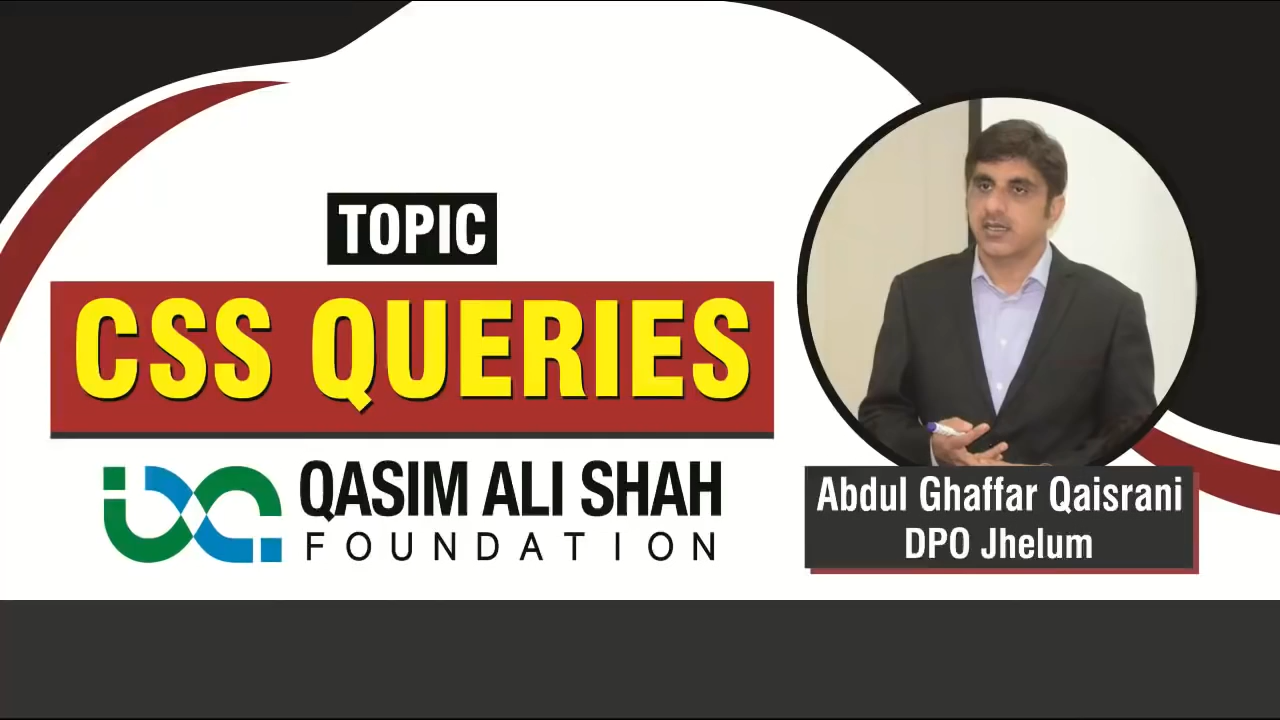 TOPIC
CSS QUERIES
QASIM ALI SHAH
FOUNDATION
Abdul Ghaffar Qaisrani
DPO Jhelum